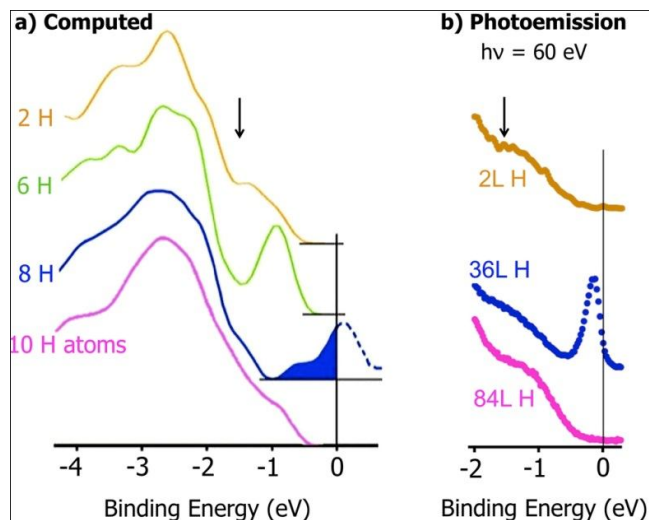 a) Computed
2 H
6 H
8 H
10 H atoms
-4 -3 -2 -1 0
Binding Energy (eV)
b) Photoemission
hν = 60 eV
2L H
36L H
84L H
-2 -1 0
Binding Energy (eV)